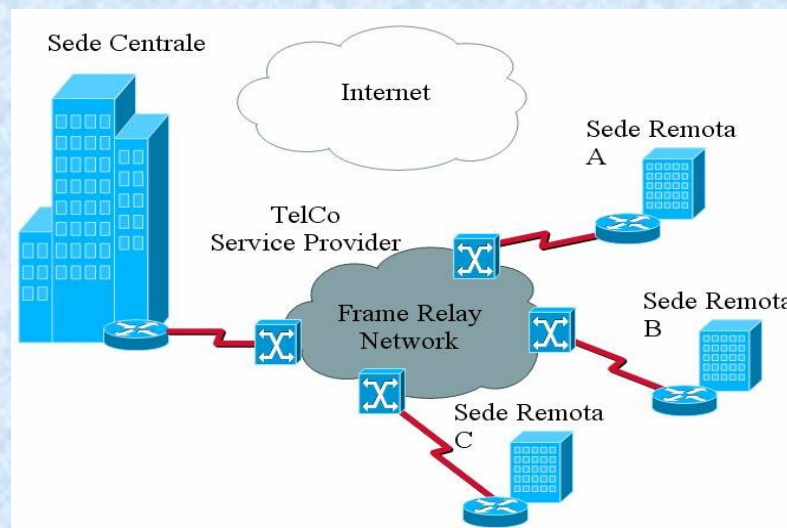 Sede Centrale
Internet
Sede Remota
A
TelCo
Service Provider
Frame Relay
Network
Sede Remota
B
Sede Remota
C